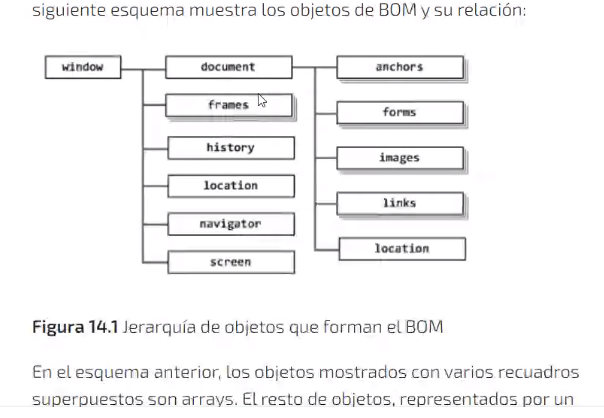 siguiente esquema muestra los objetos de BOM y su relación:
window
document
anchors
frames
forms
history
images
location
links
navigator
location
screen
Figura 14.1 Jerarquía de objetos que forman el BOM
En el esquema anterior, los objetos mostrados con varios recuadros
superpuestos son arrays. El resto de objetos, representados por un